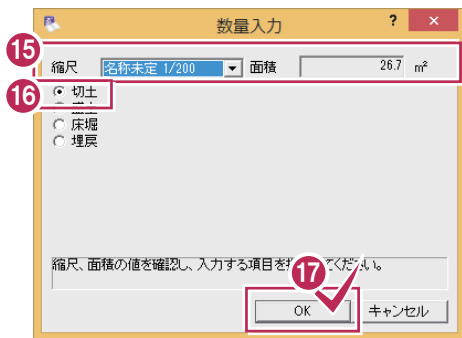 数量入力 ? ×
15
縮尺 名称未定 1/200 面積 26.7 m²
16
切土
床堀
埋戻
縮尺、面積の値を確認し、入力する項目を
ください。
17
OK キャンセル